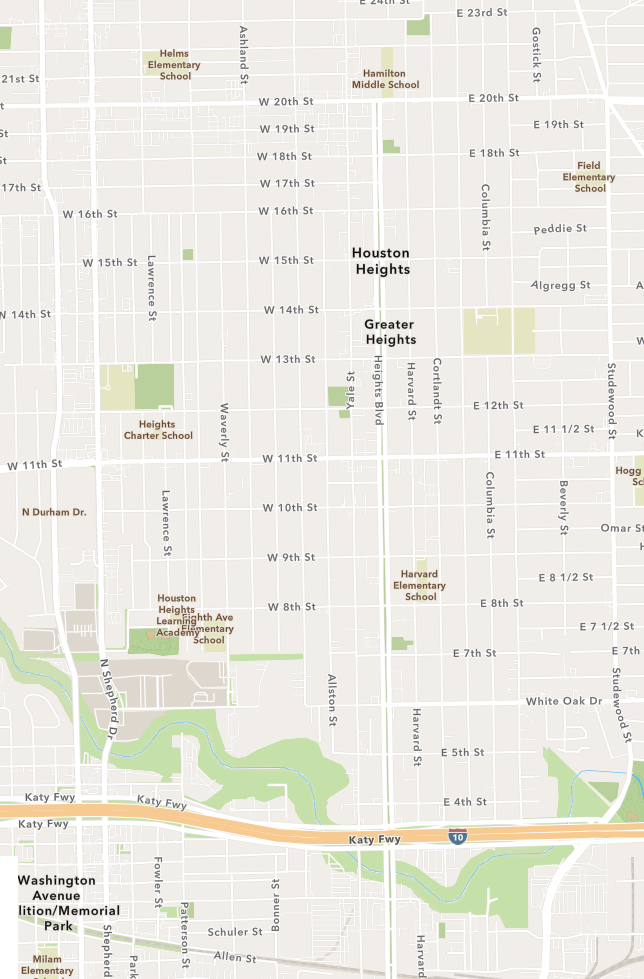 E 24th St
E 23rd St
Ashland St
Gostick St
Helms
Elementary
School
Hamilton
Middle School
21st St
W 20th St
E 20th St
W 19th St
E 19th St
W 18th St
E 18th St
Field
Elementary
School
17th St
W 17th St
W 16th St
W 16th St
Columbia St
Peddie St
Houston
Heights
W 15th St
W 15th St
Lawrence St
Algregg St
N 14th St
W 14th St
Greater
Heights
W 13th St
Yale St
Heights Blvd
Harvard St
Cortlandt St
Studewood St
E 12th St
Waverly St
Heights
Charter School
E 11 1/2 St
K
W 11th St
W 11th St
E 11th St
Hogg
Lawrence St
Columbia St
Beverly St
N Durham Dr.
W 10th St
Omar St
W 9th St
Harvard
Elementary
School
E 8 1/2 St
Houston
Heights
Learning
Academy
Eighth Ave
Elementary
School
W 8th St
E 8th St
E 7 1/2 St
E 7th St
E 7th
N Shepherd Dr
Allston St
Studewood St
White Oak Dr
Harvard St
E 5th St
Katy Fwy
Katy Fwy
E 4th St
Katy Fwy
Katy Fwy
10
Washington
Avenue
lition/Memorial
Park
Fowler St
Patterson St
Bonner St
Schuler St
Allen St
Shepherd
Park
Harvard
Milam
Elementary